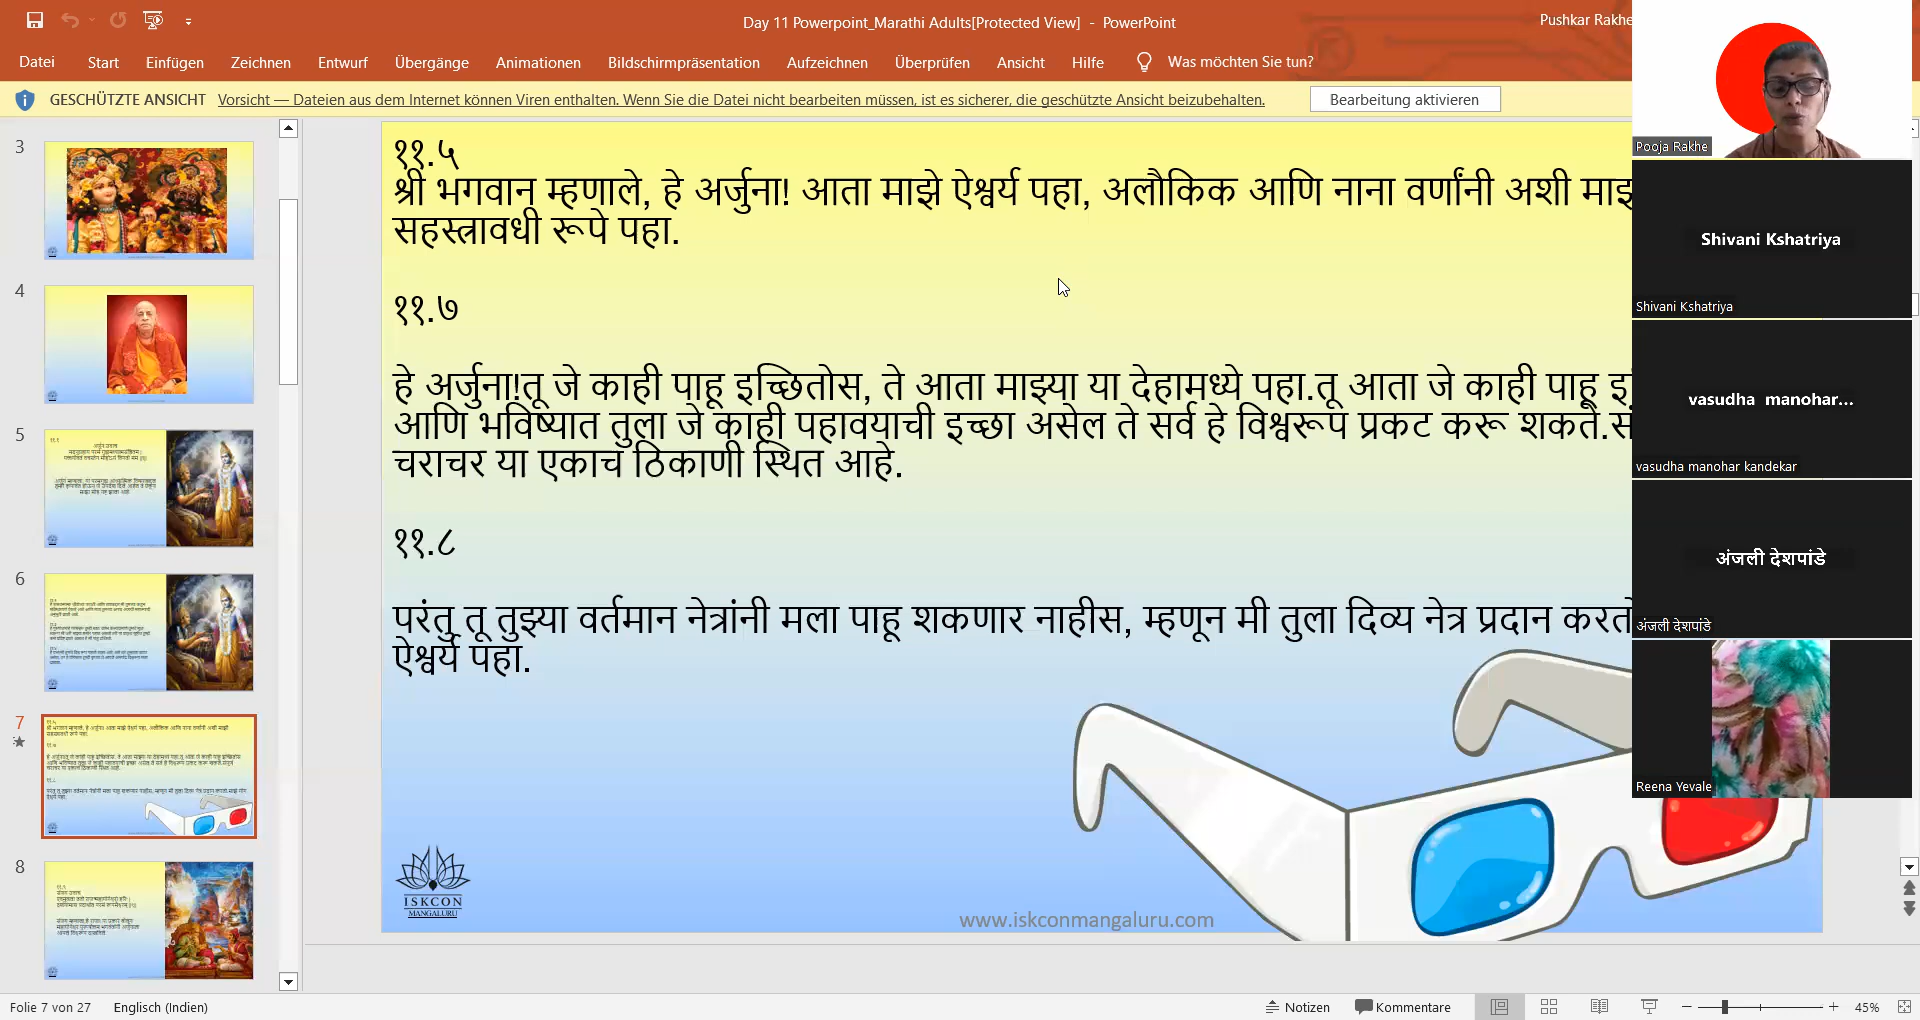 Day 11 Powerpoint_Marathi Adults[Protected View] - PowerPoint
Pushkar Rakhe
Datei Start Einfügen Zeichnen Entwurf Übergänge Animationen Bildschirmpräsentation Aufzeichnen Überprüfen Ansicht Hilfe Was möchten Sie tun?
GESCHÜTZTE ANSICHT Vorsicht — Dateien aus dem Internet können Viren enthalten. Wenn Sie die Datei nicht bearbeiten müssen, ist es sicherer, die geschützte Ansicht beizubehalten. Bearbeitung aktivieren
3
4
5
6
7
8
११.५
श्री भगवान म्हणाले, हे अर्जुना! आता माझे ऐश्वर्य पहा, अलौकिक आणि नाना वर्णांनी अशी
सहस्त्रावधी रूपे पहा.
११.७
हे अर्जुना!तू जे काही पाहू इच्छितोस, ते आता माझ्या या देहामध्ये पहा.तू आता जे काही पाहू
आणि भविष्यात तुला जे काही पहावयाची इच्छा असेल ते सर्व हे विश्वरूप प्रकट करू शकते.
चराचर या एकाच ठिकाणी स्थित आहे.
११.८
परंतु तू तुझ्या वर्तमान नेत्रांनी मला पाहू शकणार नाहीस, म्हणून मी तुला दिव्य नेत्र प्रदान करतो
ऐश्वर्य पहा.
ISKCON
MANGALURU
www.iskconmangaluru.com
Pooja Rakhe
Shivani Kshatriya
Shivani Kshatriya
vasudha manohar...
vasudha manohar kandekar
अंजली देशपांडे
अंजली देशपांडे
Reena Yevale
Folie 7 von 27 Englisch (Indien) Notizen Kommentare 45%